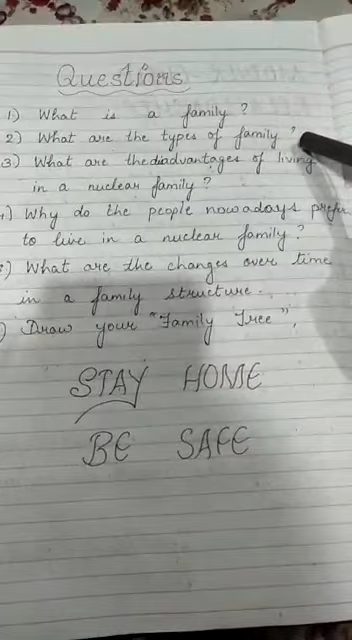 Questions
1) What is a family?
2) What are the types of family?
3) What are the diadvantages of living
in a nuclear family?
4) Why do the people nowadays prefer
to live in a nuclear family?
) What are the changes over time
in a family structure.
) Draw your "Family Tree".
STAY HOME
BE SAFE